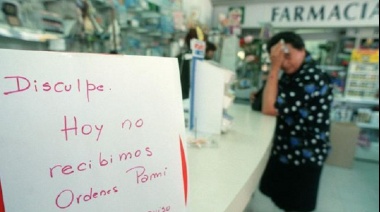 FARMACIA
Disculpe.
Hoy no
recibimos
Ordenes Pami